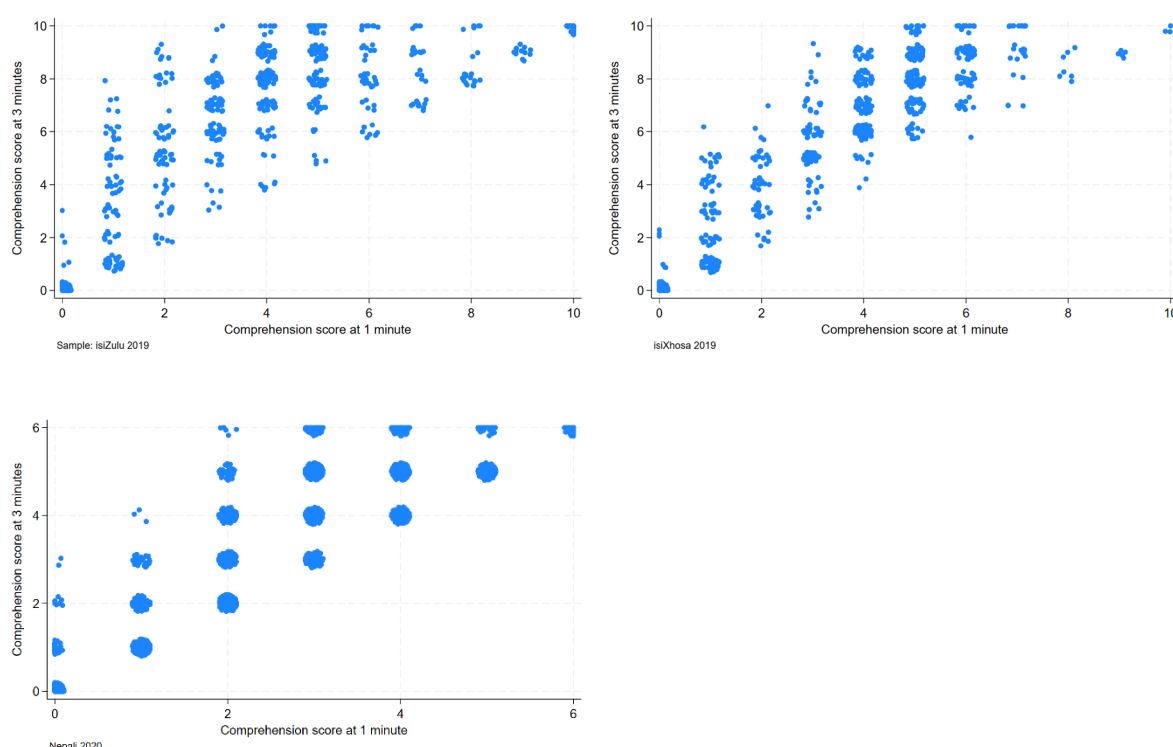 Comprehension score at 3 minutes
10
8
6
4
2
0
0 2 4 6 8 10
Comprehension score at 1 minute
Sample: isiZulu 2019
Comprehension score at 3 minutes
10
8
6
4
2
0
0 2 4 6 8 10
Comprehension score at 1 minute
isiXhosa 2019
Comprehension score at 3 minutes
6
4
2
0
0 2 4 6
Comprehension score at 1 minute
Nepali 2020